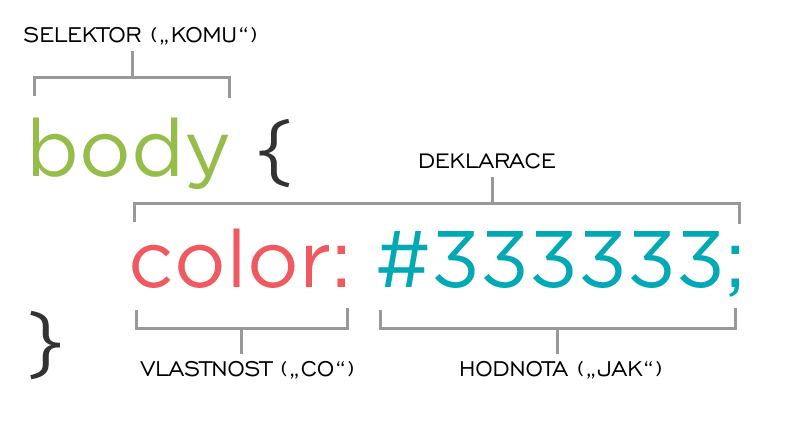 SELEKTOR („KOMU“)
body {
DEKLARACE
color: #333333;
}
VLASTNOST („CO“)
HODNOTA („JAK“)